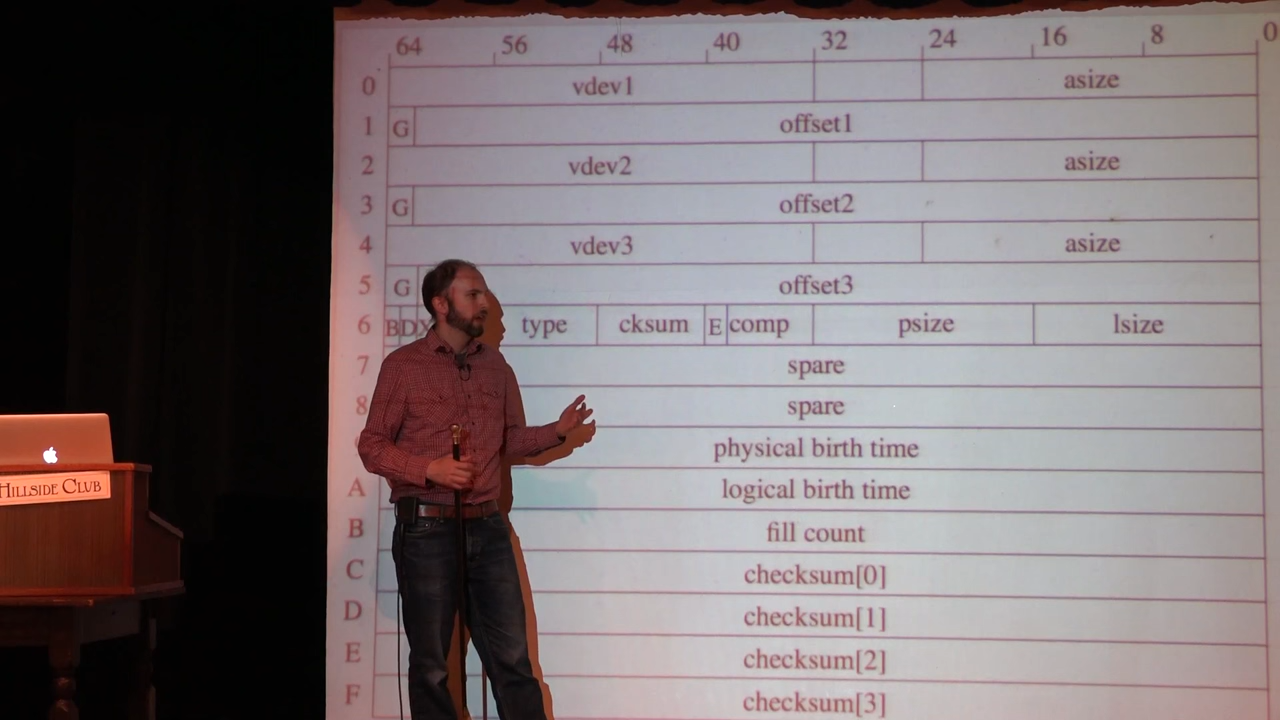 64 56 48 40 32 24 16 8 0
0 vdev1 asize
1 G offset1
2 vdev2 asize
3 G offset2
4 vdev3 asize
5 G offset3
6 B D X type cksum E comp psize lsize
7 spare
8 spare
physical birth time
A logical birth time
B fill count
C checksum[0]
D checksum[1]
E checksum[2]
F checksum[3]
HILLSIDE CLUB